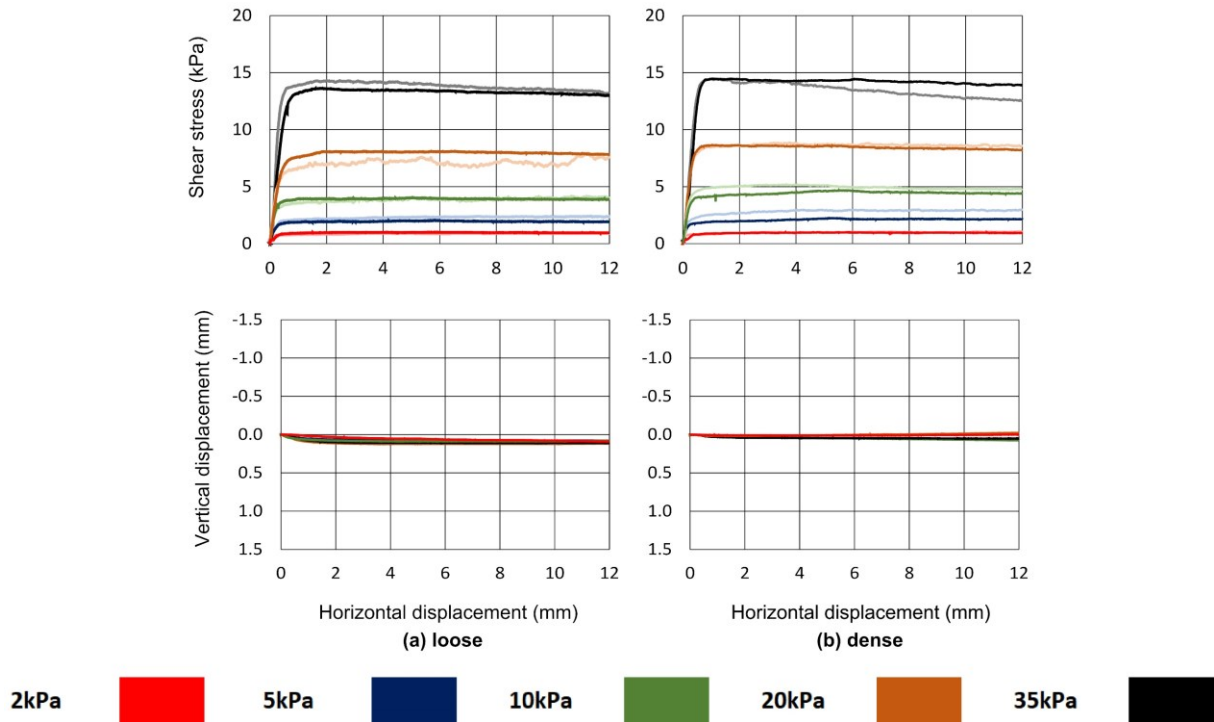 Shear stress (kPa)
20
15
10
5
0
0 2 4 6 8 10 12
20
15
10
5
0
0 2 4 6 8 10 12
Vertical displacement (mm)
-1.5
-1.0
-0.5
0.0
0.5
1.0
1.5
0 2 4 6 8 10 12
-1.5
-1.0
-0.5
0.0
0.5
1.0
1.5
0 2 4 6 8 10 12
Horizontal displacement (mm)
(a) loose
Horizontal displacement (mm)
(b) dense
2kPa 5kPa 10kPa 20kPa 35kPa